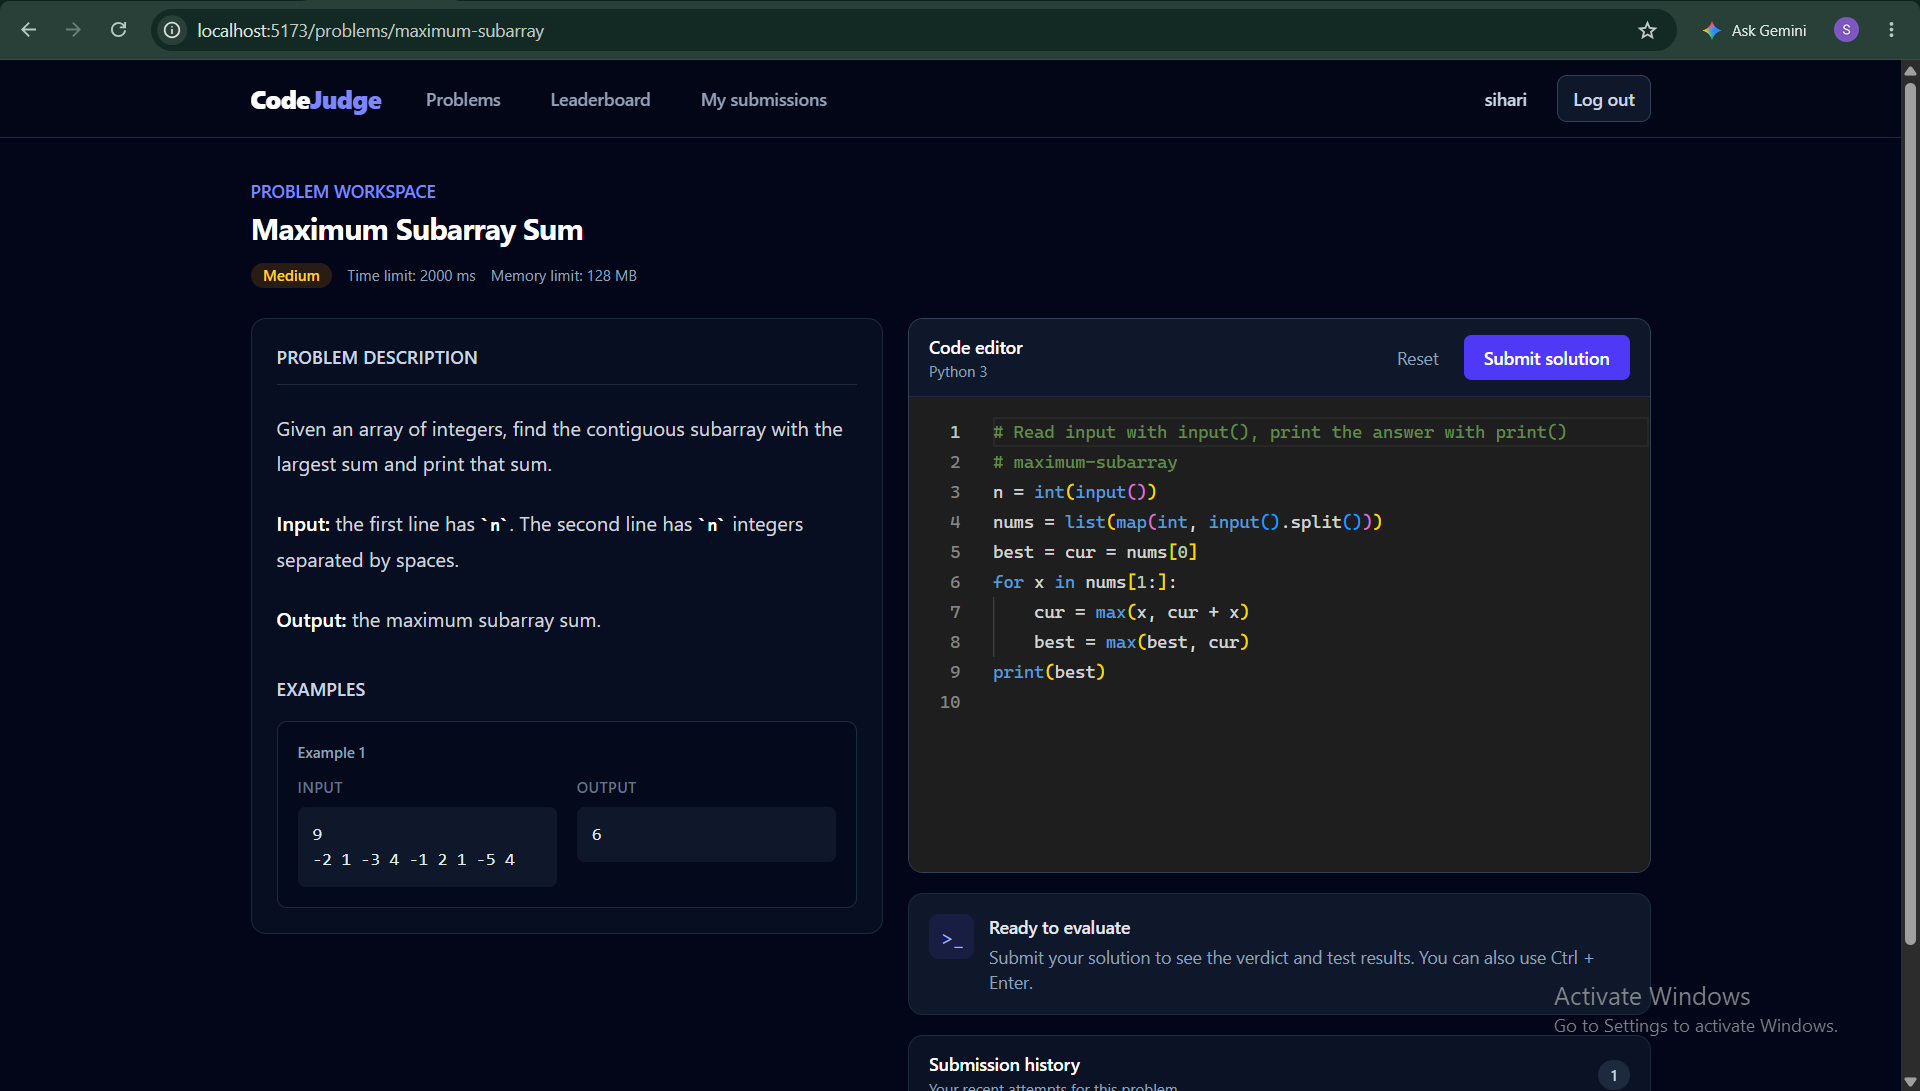 localhost:5173/problems/maximum-subarray
Ask Gemini
S
CodeJudge
Problems
Leaderboard
My submissions
sihari
Log out
PROBLEM WORKSPACE
Maximum Subarray Sum
Medium
Time limit: 2000 ms
Memory limit: 128 MB
PROBLEM DESCRIPTION
Given an array of integers, find the contiguous subarray with the
largest sum and print that sum.
Input: the first line has `n`. The second line has `n` integers
separated by spaces.
Output: the maximum subarray sum.
EXAMPLES
Example 1
INPUT
9
-2 1 -3 4 -1 2 1 -5 4
OUTPUT
6
Code editor
Python 3
Reset
Submit solution
1 # Read input with input(), print the answer with print()
2 # maximum-subarray
3 n = int(input())
4 nums = list(map(int, input().split()))
5 best = cur = nums[0]
6 for x in nums[1:]:
7     cur = max(x, cur + x)
8     best = max(best, cur)
9 print(best)
10
>_
Ready to evaluate
Submit your solution to see the verdict and test results. You can also use Ctrl +
Enter.
Activate Windows
Go to Settings to activate Windows.
Submission history
1
Your recent attempts for this problem